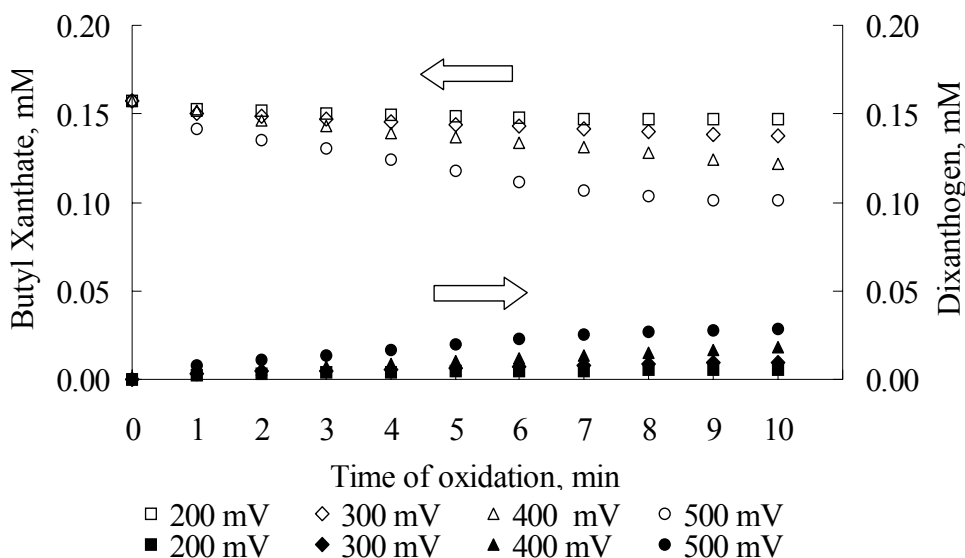 0.20 0.20
0.15 0.15
0.10 0.10
0.05 0.05
0.00 0.00
Butyl Xanthate, mM
Dixanthogen, mM
0 1 2 3 4 5 6 7 8 9 10
Time of oxidation, min
200 mV 300 mV 400 mV 500 mV
200 mV 300 mV 400 mV 500 mV